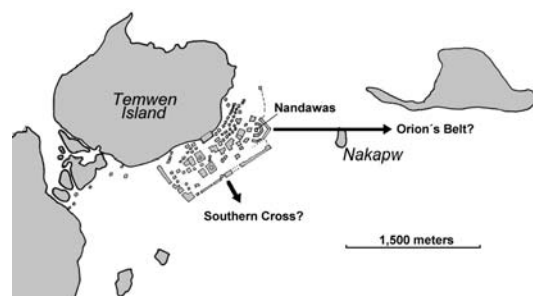 Temwen
Island
Nandawas
Orion´s Belt?
Nakapw
Southern Cross?
1,500 meters